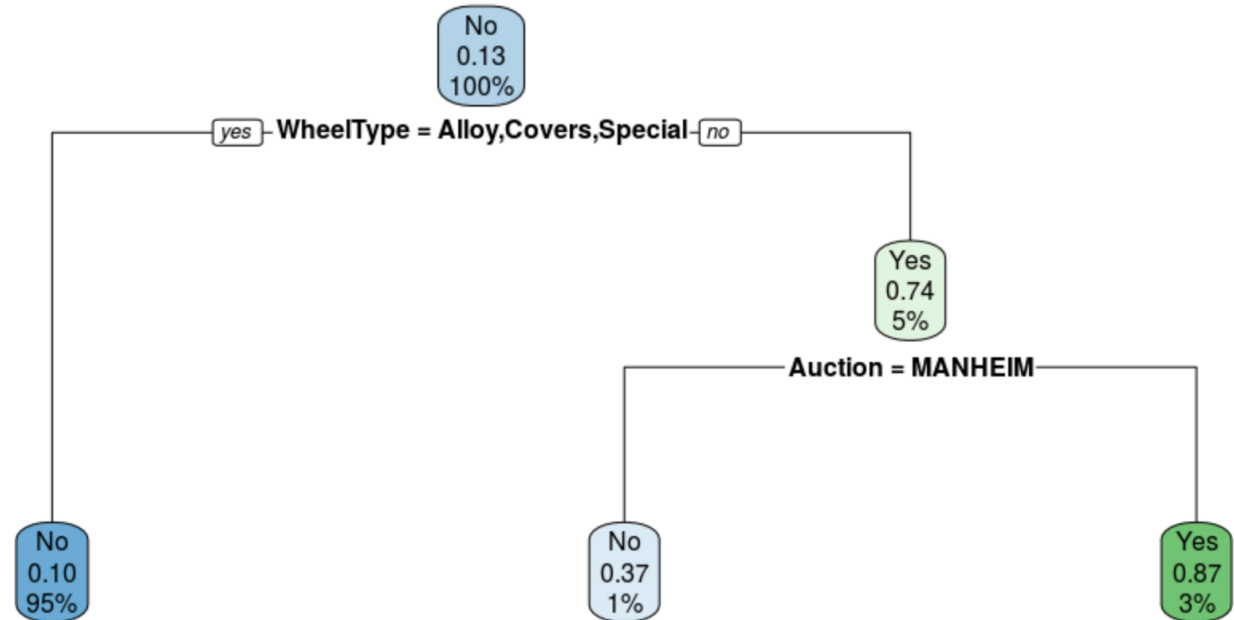 No
0.13
100%
yes WheelType = Alloy,Covers,Special no
Yes
0.74
5%
Auction = MANHEIM
No
0.10
95%
No
0.37
1%
Yes
0.87
3%